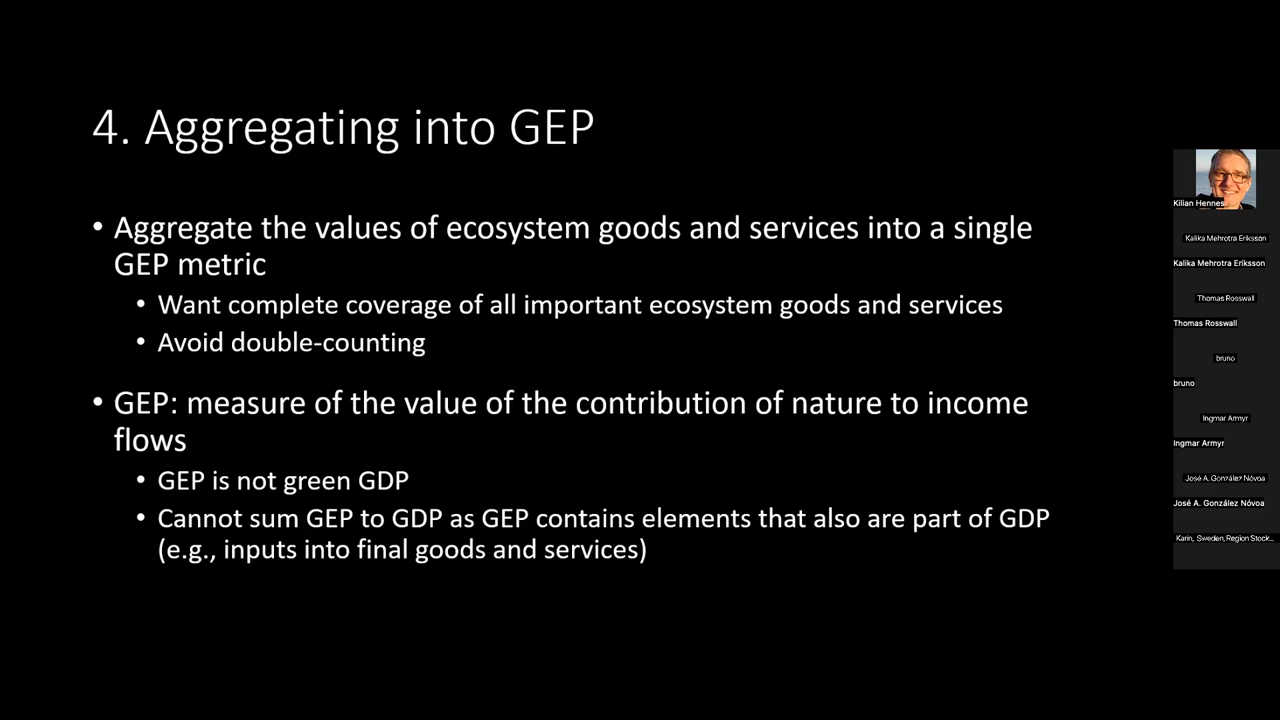 4. Aggregating into GEP
• Aggregate the values of ecosystem goods and services into a single
GEP metric
• Want complete coverage of all important ecosystem goods and services
• Avoid double-counting
• GEP: measure of the value of the contribution of nature to income
flows
• GEP is not green GDP
• Cannot sum GEP to GDP as GEP contains elements that also are part of GDP
(e.g., inputs into final goods and services)
Kilian Hennes
Kalika Mehrotra Eriksson
Kalika Mehrotra Eriksson
Thomas Rosswall
Thomas Rosswall
bruno
bruno
Ingmar Armyr
Ingmar Armyr
José A. González Nóvoa
José A. González Nóvoa
Karin, Sweden, Region Stock...